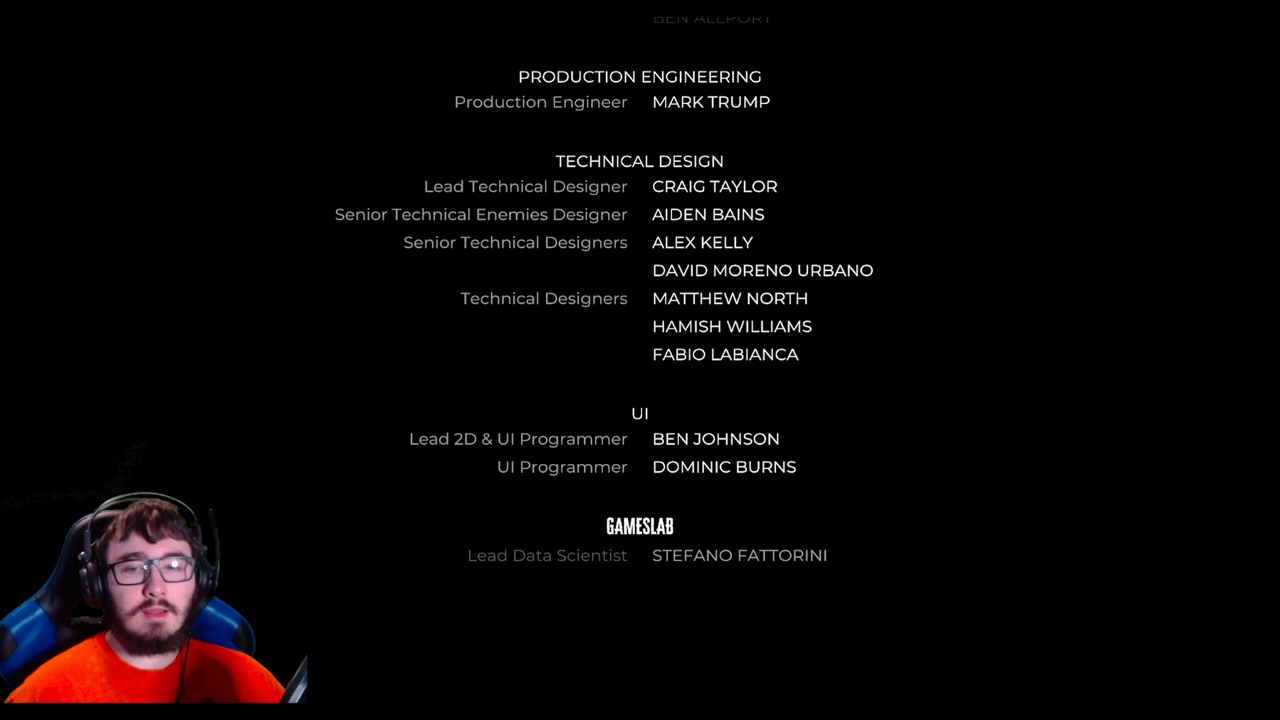 BEN ALLPORT
PRODUCTION ENGINEERING
Production Engineer MARK TRUMP
TECHNICAL DESIGN
Lead Technical Designer CRAIG TAYLOR
Senior Technical Enemies Designer AIDEN BAINS
Senior Technical Designers ALEX KELLY
DAVID MORENO URBANO
Technical Designers MATTHEW NORTH
HAMISH WILLIAMS
FABIO LABIANCA
UI
Lead 2D & UI Programmer BEN JOHNSON
UI Programmer DOMINIC BURNS
GAMESLAB
Lead Data Scientist STEFANO FATTORINI